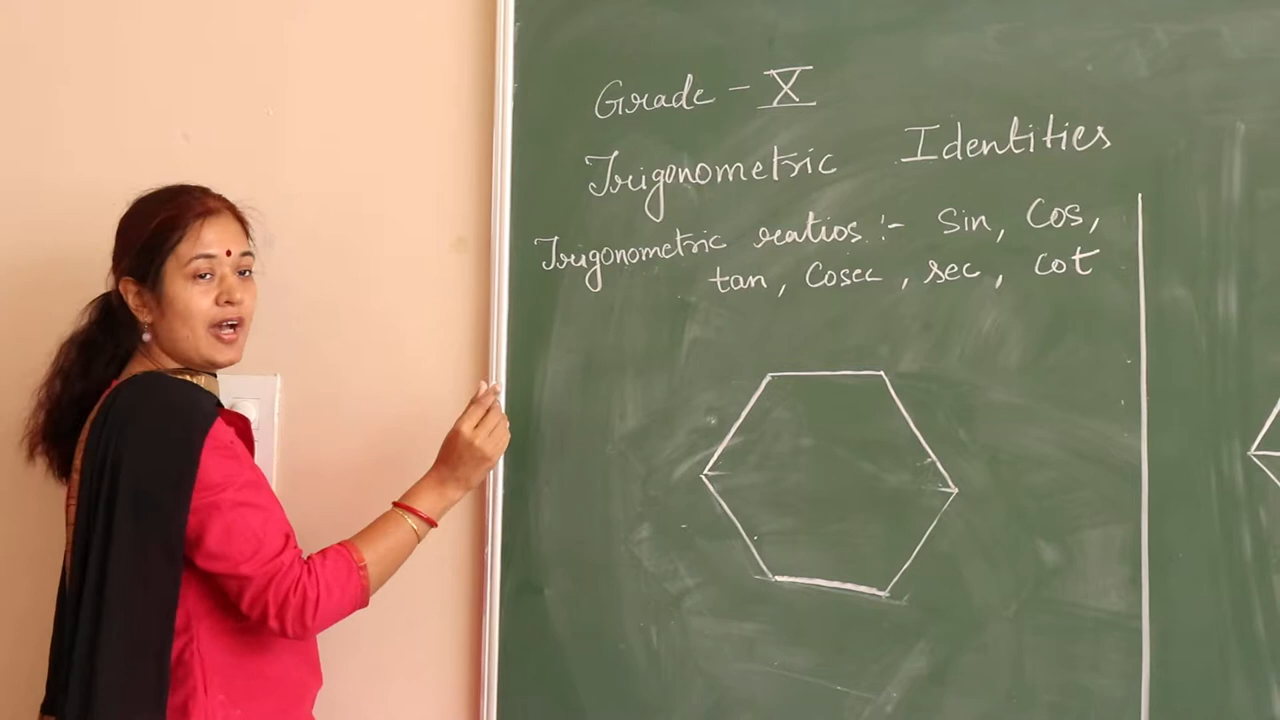 Grade - X
Trigonometric Identities
Trigonometric ratios :- Sin, Cos,
tan, Cosec, sec, cot